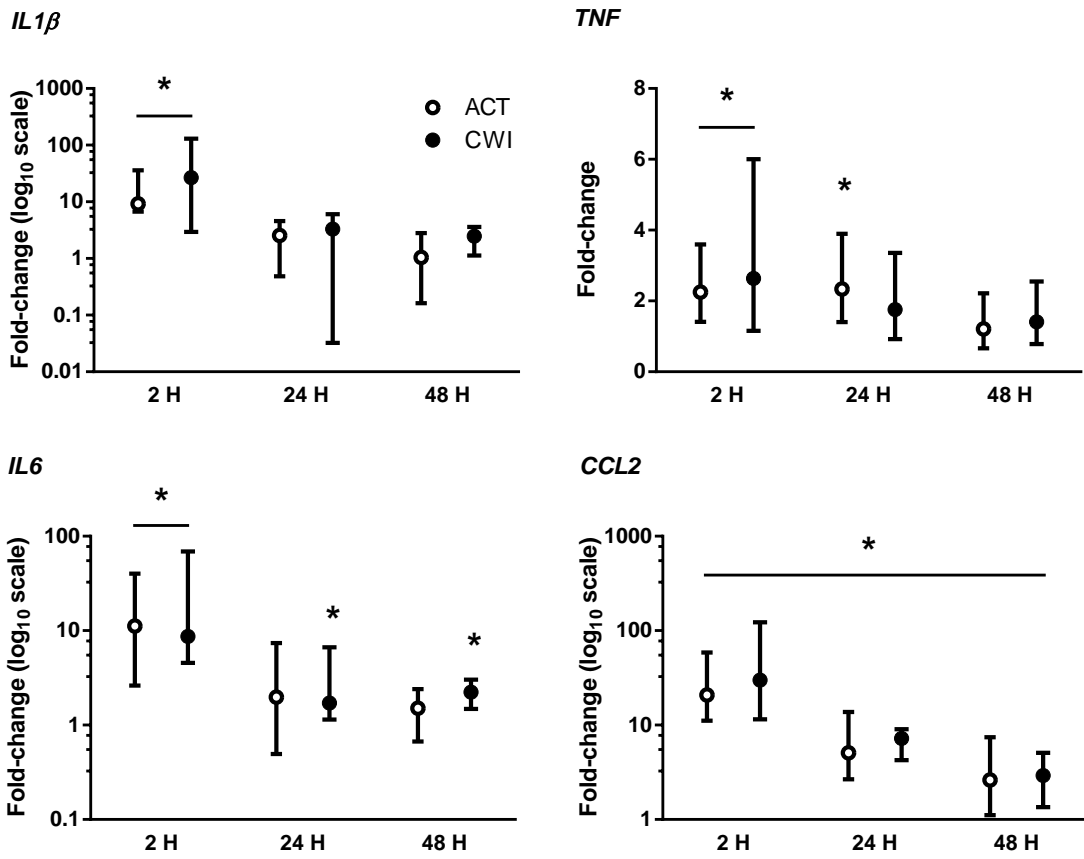 IL1β
Fold-change (log10 scale)
1000
100
10
1
0.1
0.01
*
ACT
CWI
2 H 24 H 48 H
TNF
Fold-change
8
6
4
2
0
*
*
2 H 24 H 48 H
IL6
Fold-change (log10 scale)
100
10
1
0.1
*
*
*
2 H 24 H 48 H
CCL2
Fold-change (log10 scale)
1000
100
10
1
*
2 H 24 H 48 H